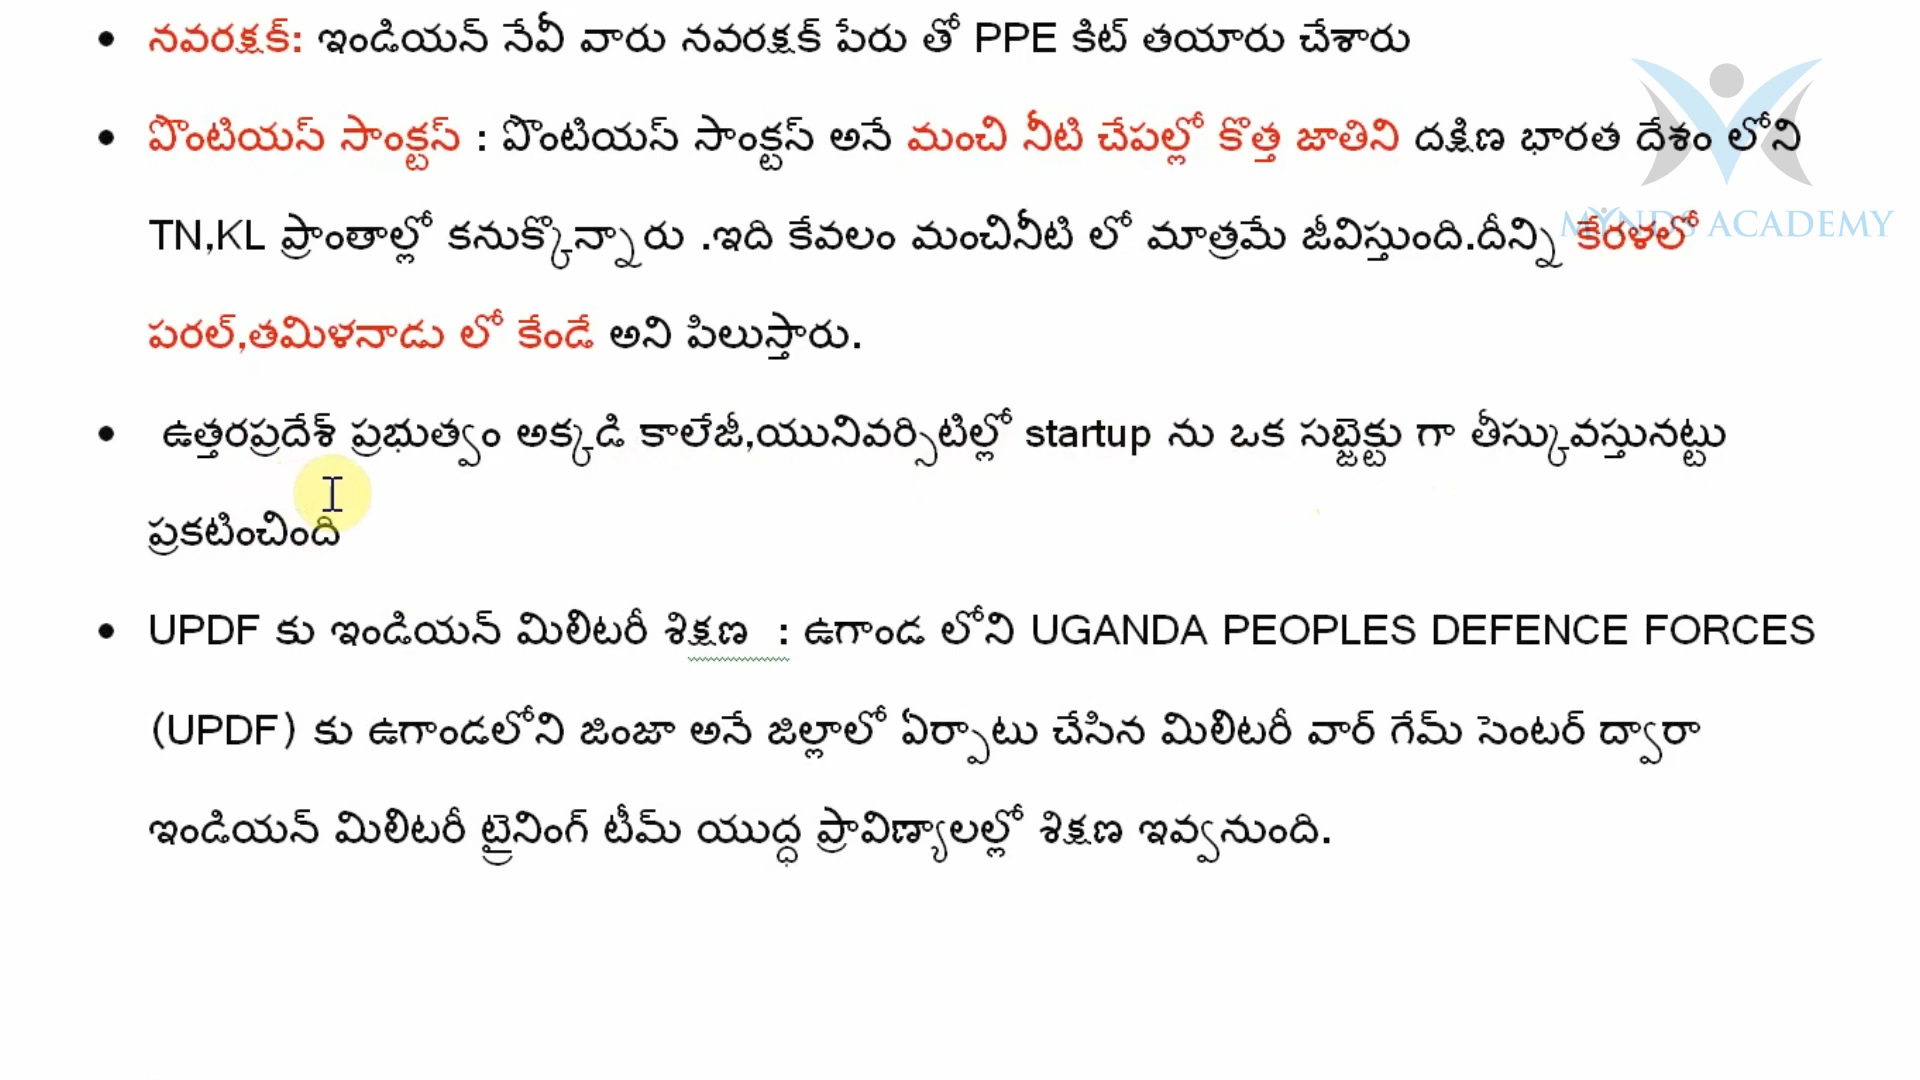 • నవరక్షక్: ఇండియన్ నేవీ వారు నవరక్షక్ పేరు తో PPE కిట్ తయారు చేశారు
• పొంటియస్ సాంక్టస్ : పొంటియస్ సాంక్టస్ అనే మంచి నీటి చేపల్లో కొత్త జాతిని దక్షిణ భారత దేశం లోని
TN,KL ప్రాంతాల్లో కనుక్కొన్నారు .ఇది కేవలం మంచినీటి లో మాత్రమే జీవిస్తుంది.దీన్ని కేరళలో
పరల్,తమిళనాడు లో కేండే అని పిలుస్తారు.
• ఉత్తరప్రదేశ్ ప్రభుత్వం అక్కడి కాలేజీ,యునివర్సిటిల్లో startup ను ఒక సబ్జెక్టు గా తీస్కువస్తునట్టు
ప్రకటించింది
• UPDF కు ఇండియన్ మిలిటరీ శిక్షణ : ఉగాండ లోని UGANDA PEOPLES DEFENCE FORCES
(UPDF) కు ఉగాండలోని జింజా అనే జిల్లాలో ఏర్పాటు చేసిన మిలిటరీ వార్ గేమ్ సెంటర్ ద్వారా
ఇండియన్ మిలిటరీ ట్రైనింగ్ టీమ్ యుద్ధ ప్రావిణ్యాలల్లో శిక్షణ ఇవ్వనుంది.
MYNDS ACADEMY